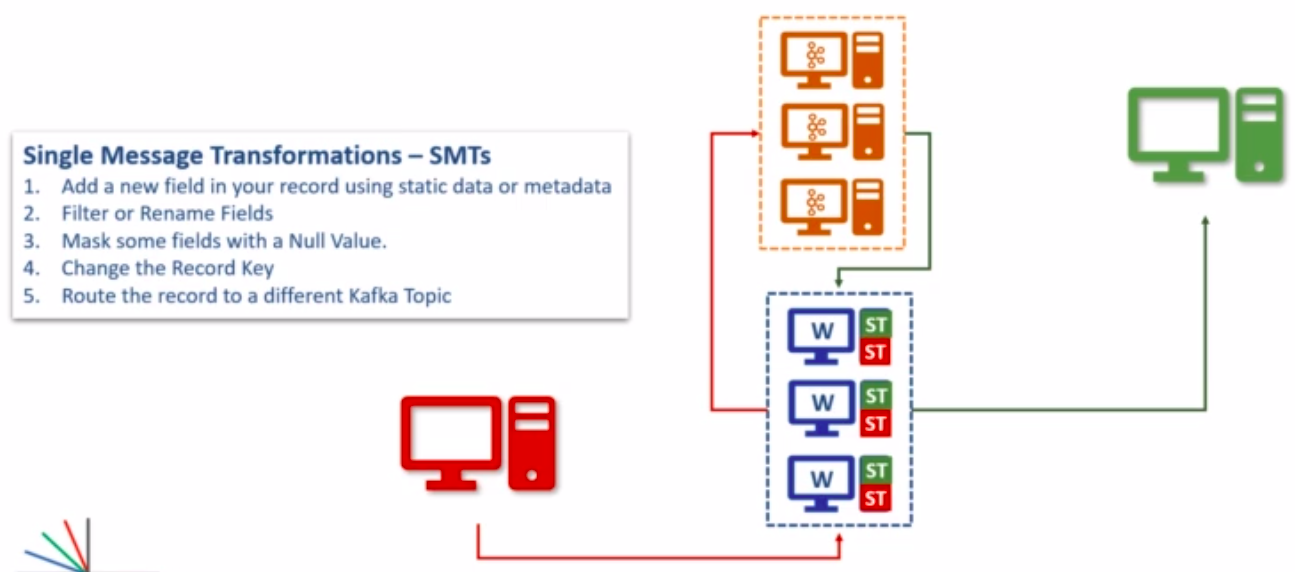 Single Message Transformations – SMTs
1. Add a new field in your record using static data or metadata
2. Filter or Rename Fields
3. Mask some fields with a Null Value.
4. Change the Record Key
5. Route the record to a different Kafka Topic
W
ST
ST
W
ST
ST
W
ST
ST